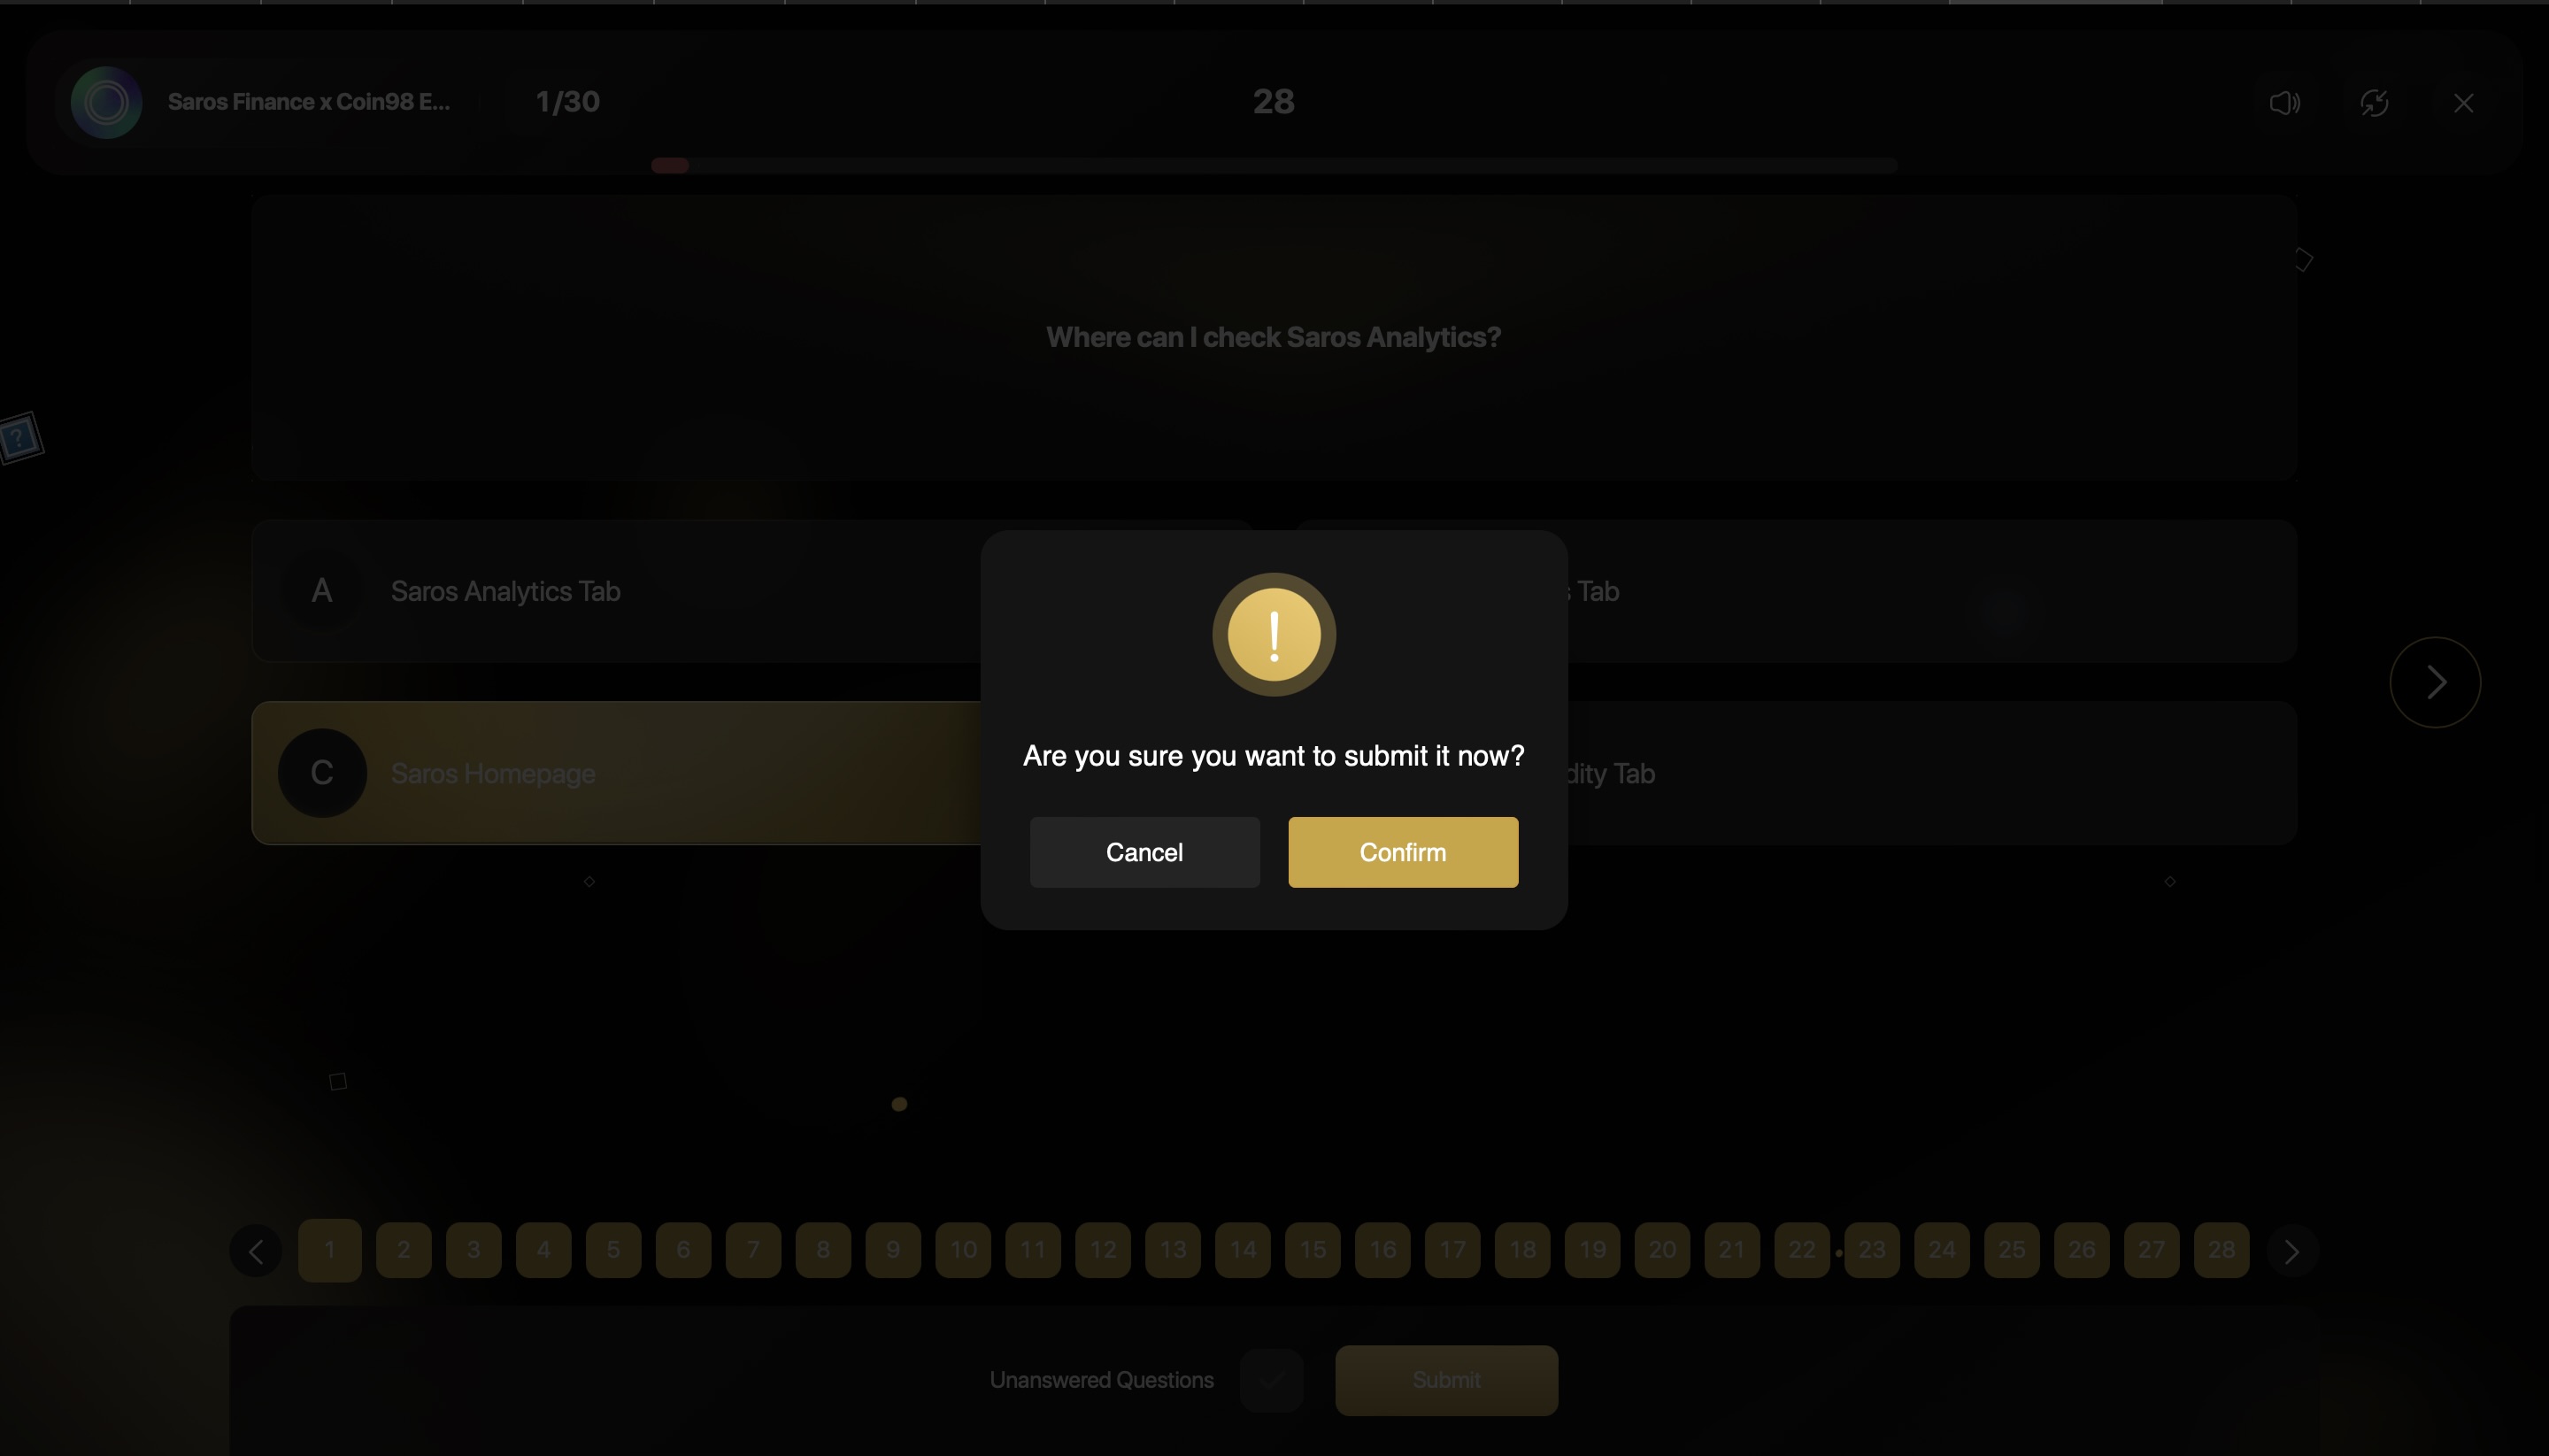 Saros Finance x Coin98 E...
1/30
28
Where can I check Saros Analytics?
?
A
Saros Analytics Tab
Tab
C
Saros Homepage
dity Tab
!
Are you sure you want to submit it now?
Cancel
Confirm
1 2 3 4 5 6 7 8 9 10 11 12 13 14 15 16 17 18 19 20 21 22 23 24 25 26 27 28
Unanswered Questions
Submit